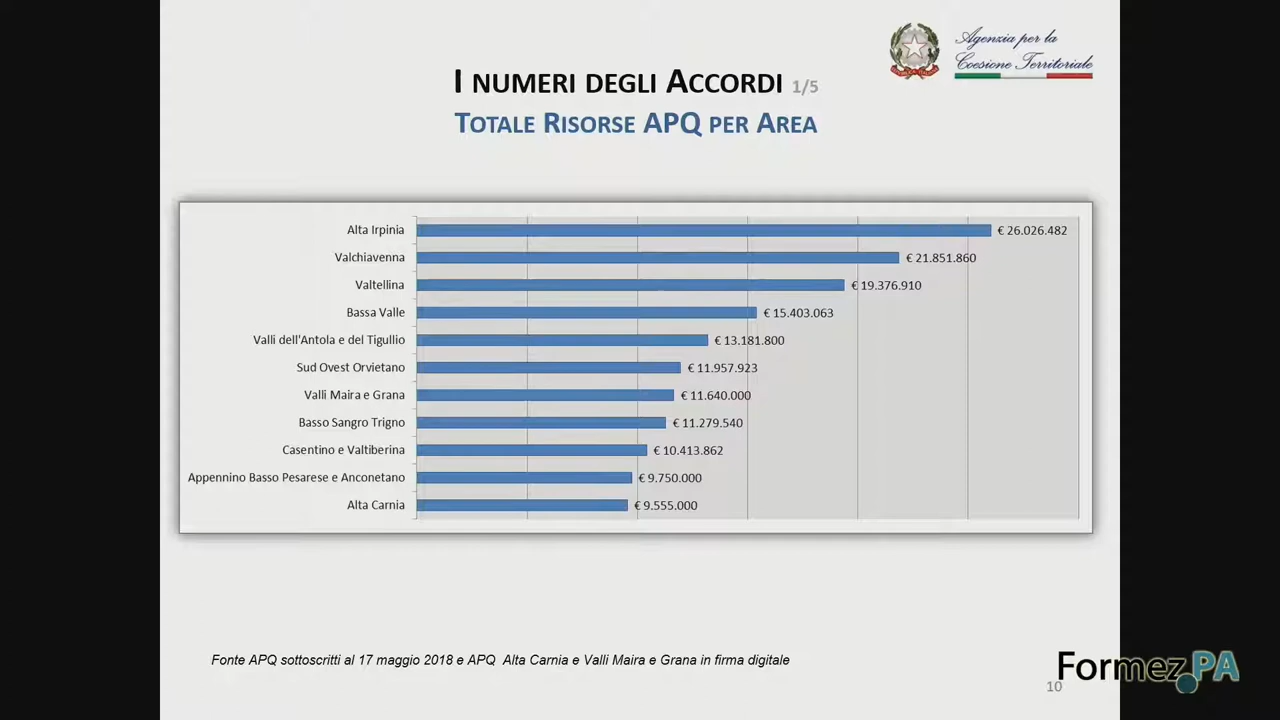 Agenzia per la
Coesione Territoriale
I NUMERI DEGLI ACCORDI 1/5
TOTALE RISORSE APQ PER AREA
Alta Irpinia € 26.026.482
Valchiavenna € 21.851.860
Valtellina € 19.376.910
Bassa Valle € 15.403.063
Valli dell'Antola e del Tigullio € 13.181.800
Sud Ovest Orvietano € 11.957.923
Valli Maira e Grana € 11.640.000
Basso Sangro Trigno € 11.279.540
Casentino e Valtiberina € 10.413.862
Appennino Basso Pesarese e Anconetano € 9.750.000
Alta Carnia € 9.555.000
Fonte APQ sottoscritti al 17 maggio 2018 e APQ Alta Carnia e Valli Maira e Grana in firma digitale
Formez.PA
10